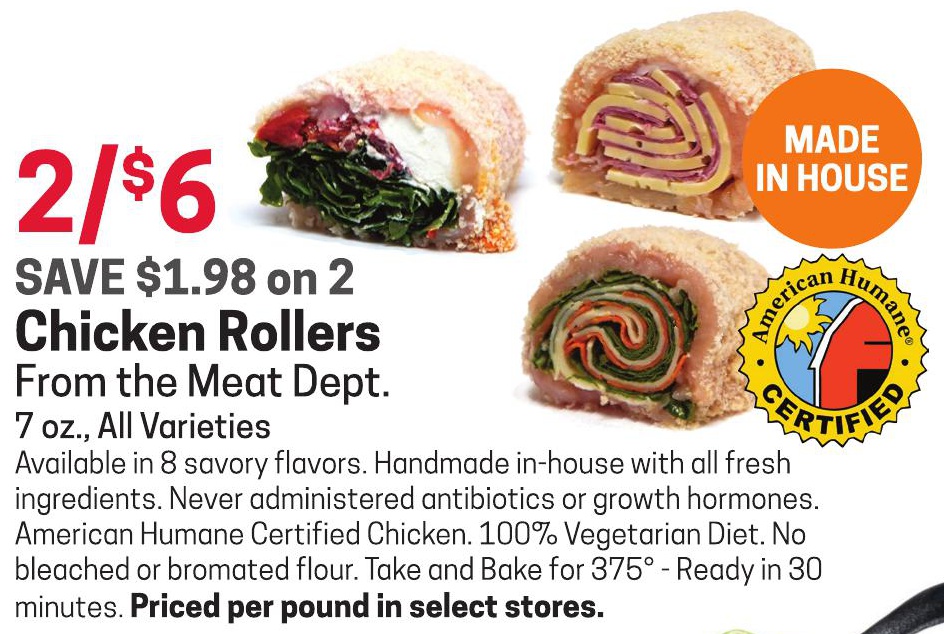 2/$6
SAVE $1.98 on 2
Chicken Rollers
From the Meat Dept.
7 oz., All Varieties
Available in 8 savory flavors. Handmade in-house with all fresh
ingredients. Never administered antibiotics or growth hormones.
American Humane Certified Chicken. 100% Vegetarian Diet. No
bleached or bromated flour. Take and Bake for 375° - Ready in 30
minutes. Priced per pound in select stores.
MADE
IN HOUSE
American Humane®
CERTIFIED